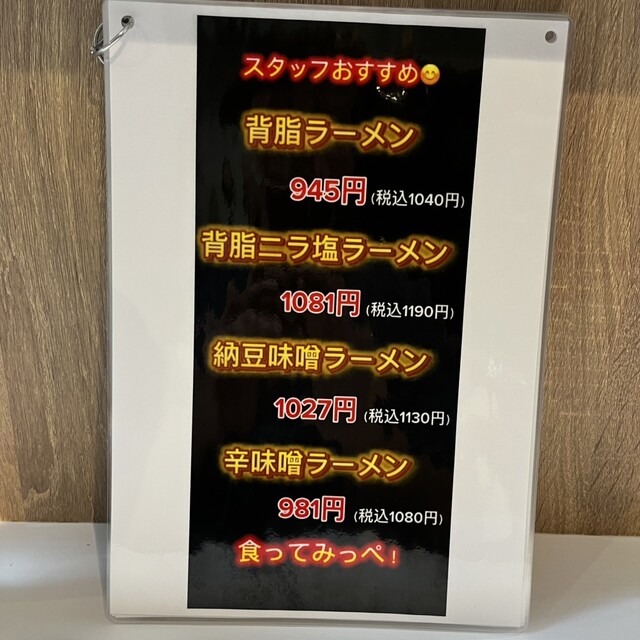 スタッフおすすめ😊
背脂ラーメン
945円(税込1040円)
背脂ニラ塩ラーメン
1081円(税込1190円)
納豆味噌ラーメン
1027円(税込1130円)
辛味噌ラーメン
981円(税込1080円)
食ってみっぺ！